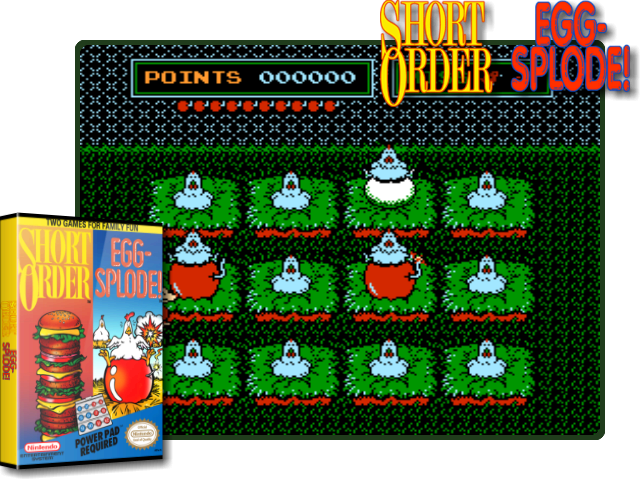 SHORT
ORDER
EGG-
SPLODE!
POINTS 000000
TWO GAMES FOR FAMILY FUN
SHORT
ORDER
EGG-
SPLODE!
POWER PAD
REQUIRED
Nintendo